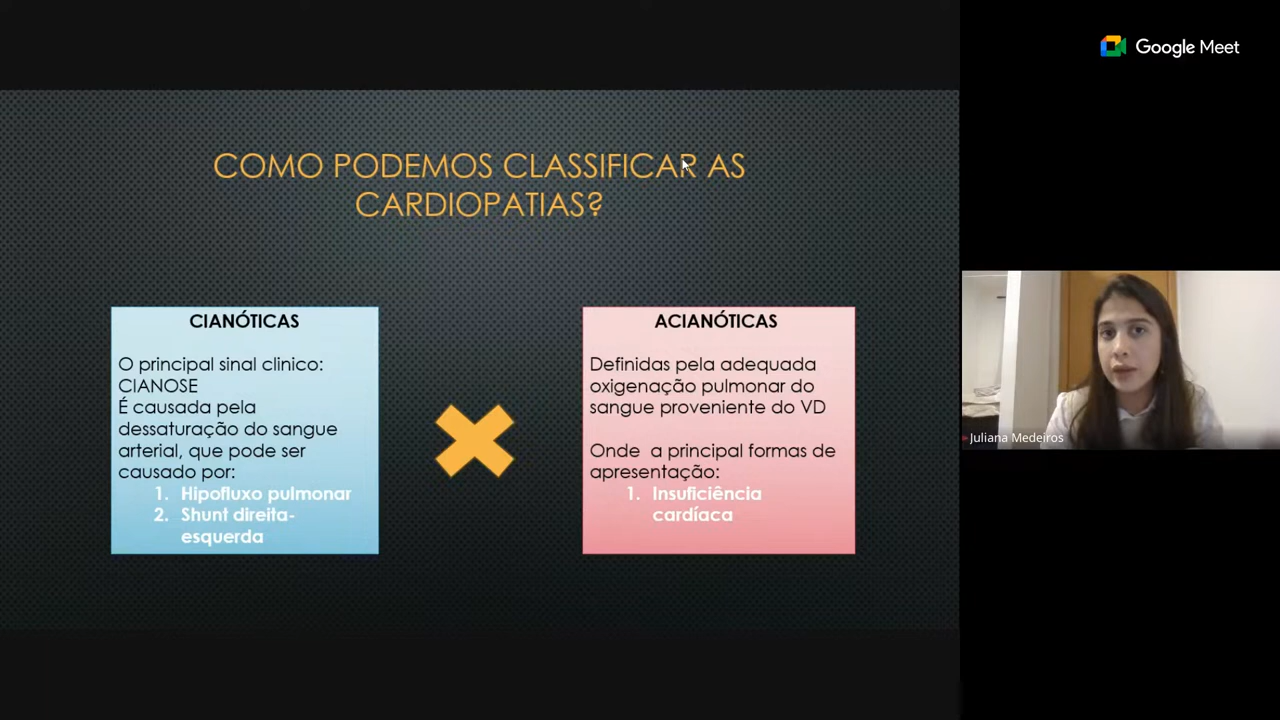 Google Meet
COMO PODEMOS CLASSIFICAR AS
CARDIOPATIAS?
CIANÓTICAS
O principal sinal clinico:
CIANOSE
É causada pela
dessaturação do sangue
arterial, que pode ser
causado por:
1. Hipofluxo pulmonar
2. Shunt direita-
esquerda
ACIANÓTICAS
Definidas pela adequada
oxigenação pulmonar do
sangue proveniente do VD
Onde a principal formas de
apresentação:
1. Insuficiência
cardíaca
Juliana Medeiros